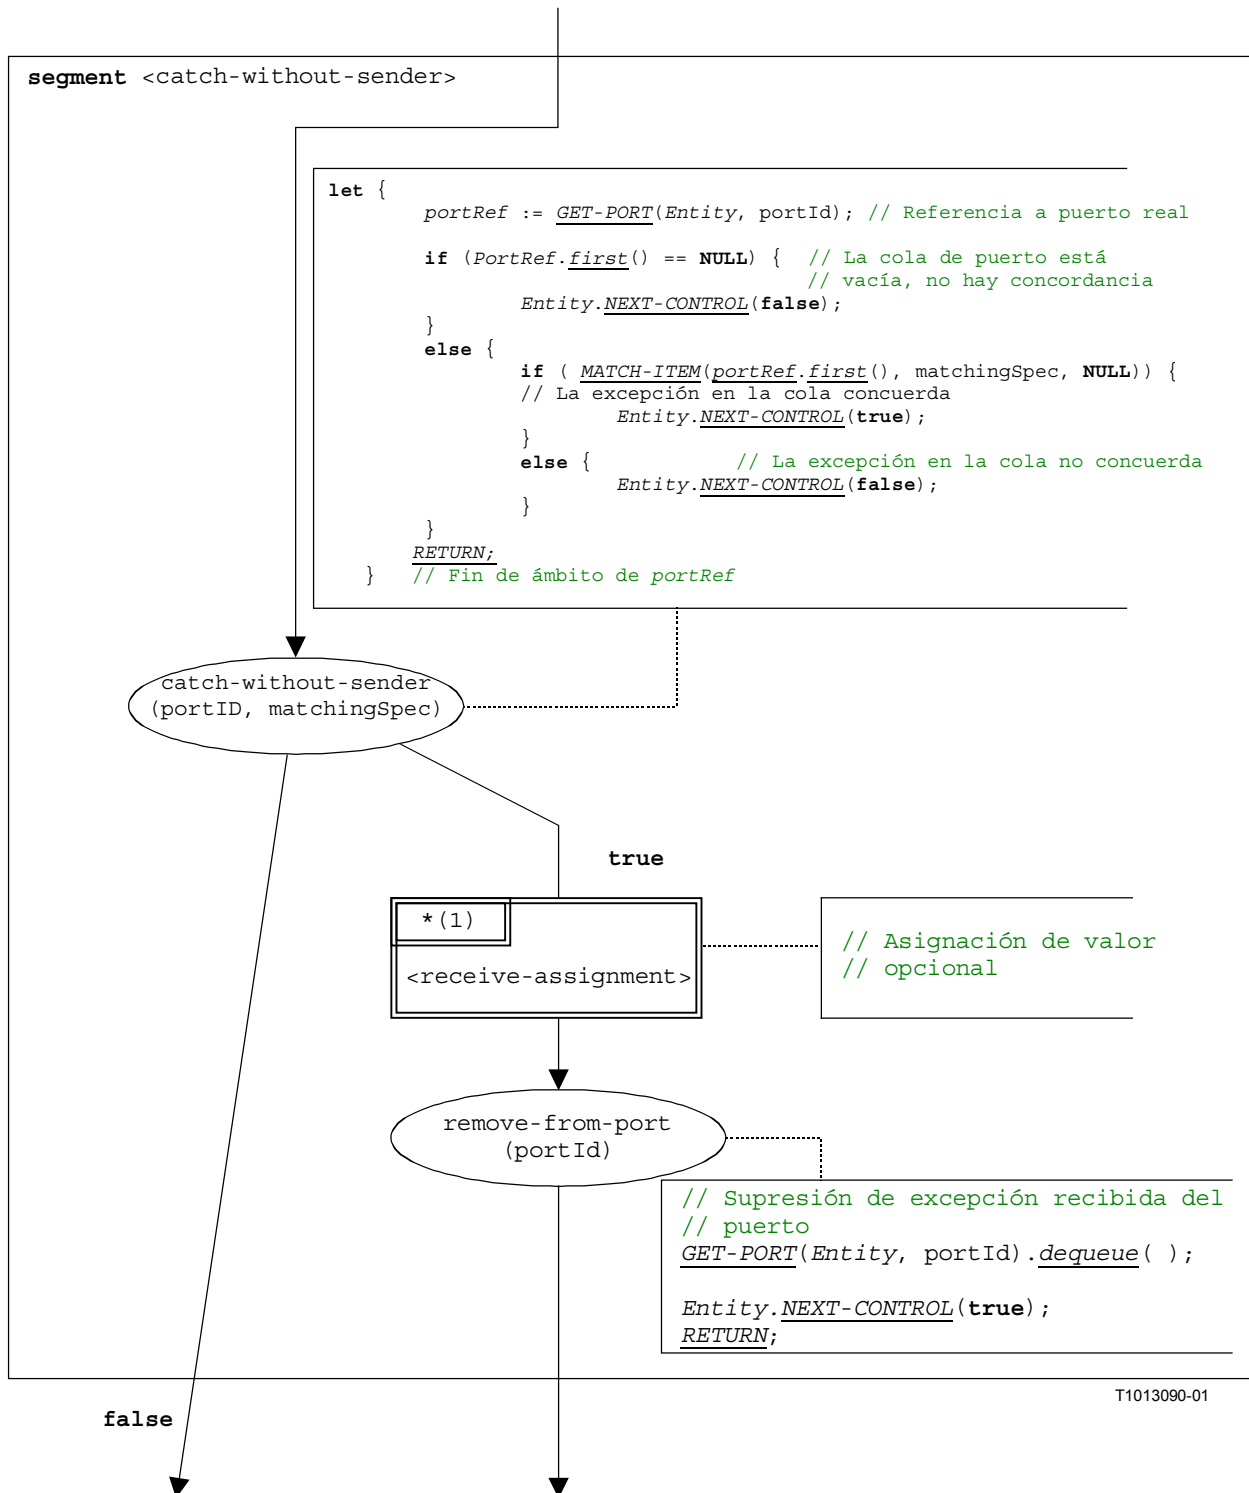 segment <catch-without-sender>
let {
portRef := GET-PORT(Entity, portId); // Referencia a puerto real
if (PortRef.first() == NULL) { // La cola de puerto está
// vacía, no hay concordancia
Entity.NEXT-CONTROL(false);
}
else {
if ( MATCH-ITEM(portRef.first(), matchingSpec, NULL)) {
// La excepción en la cola concuerda
Entity.NEXT-CONTROL(true);
}
else { // La excepción en la cola no concuerda
Entity.NEXT-CONTROL(false);
}
}
RETURN;
} // Fin de ámbito de portRef
catch-without-sender
(portID, matchingSpec)
true
*(1)
<receive-assignment>
// Asignación de valor
// opcional
remove-from-port
(portId)
// Supresión de excepción recibida del
// puerto
GET-PORT(Entity, portId).dequeue( );
Entity.NEXT-CONTROL(true);
RETURN;
T1013090-01
false